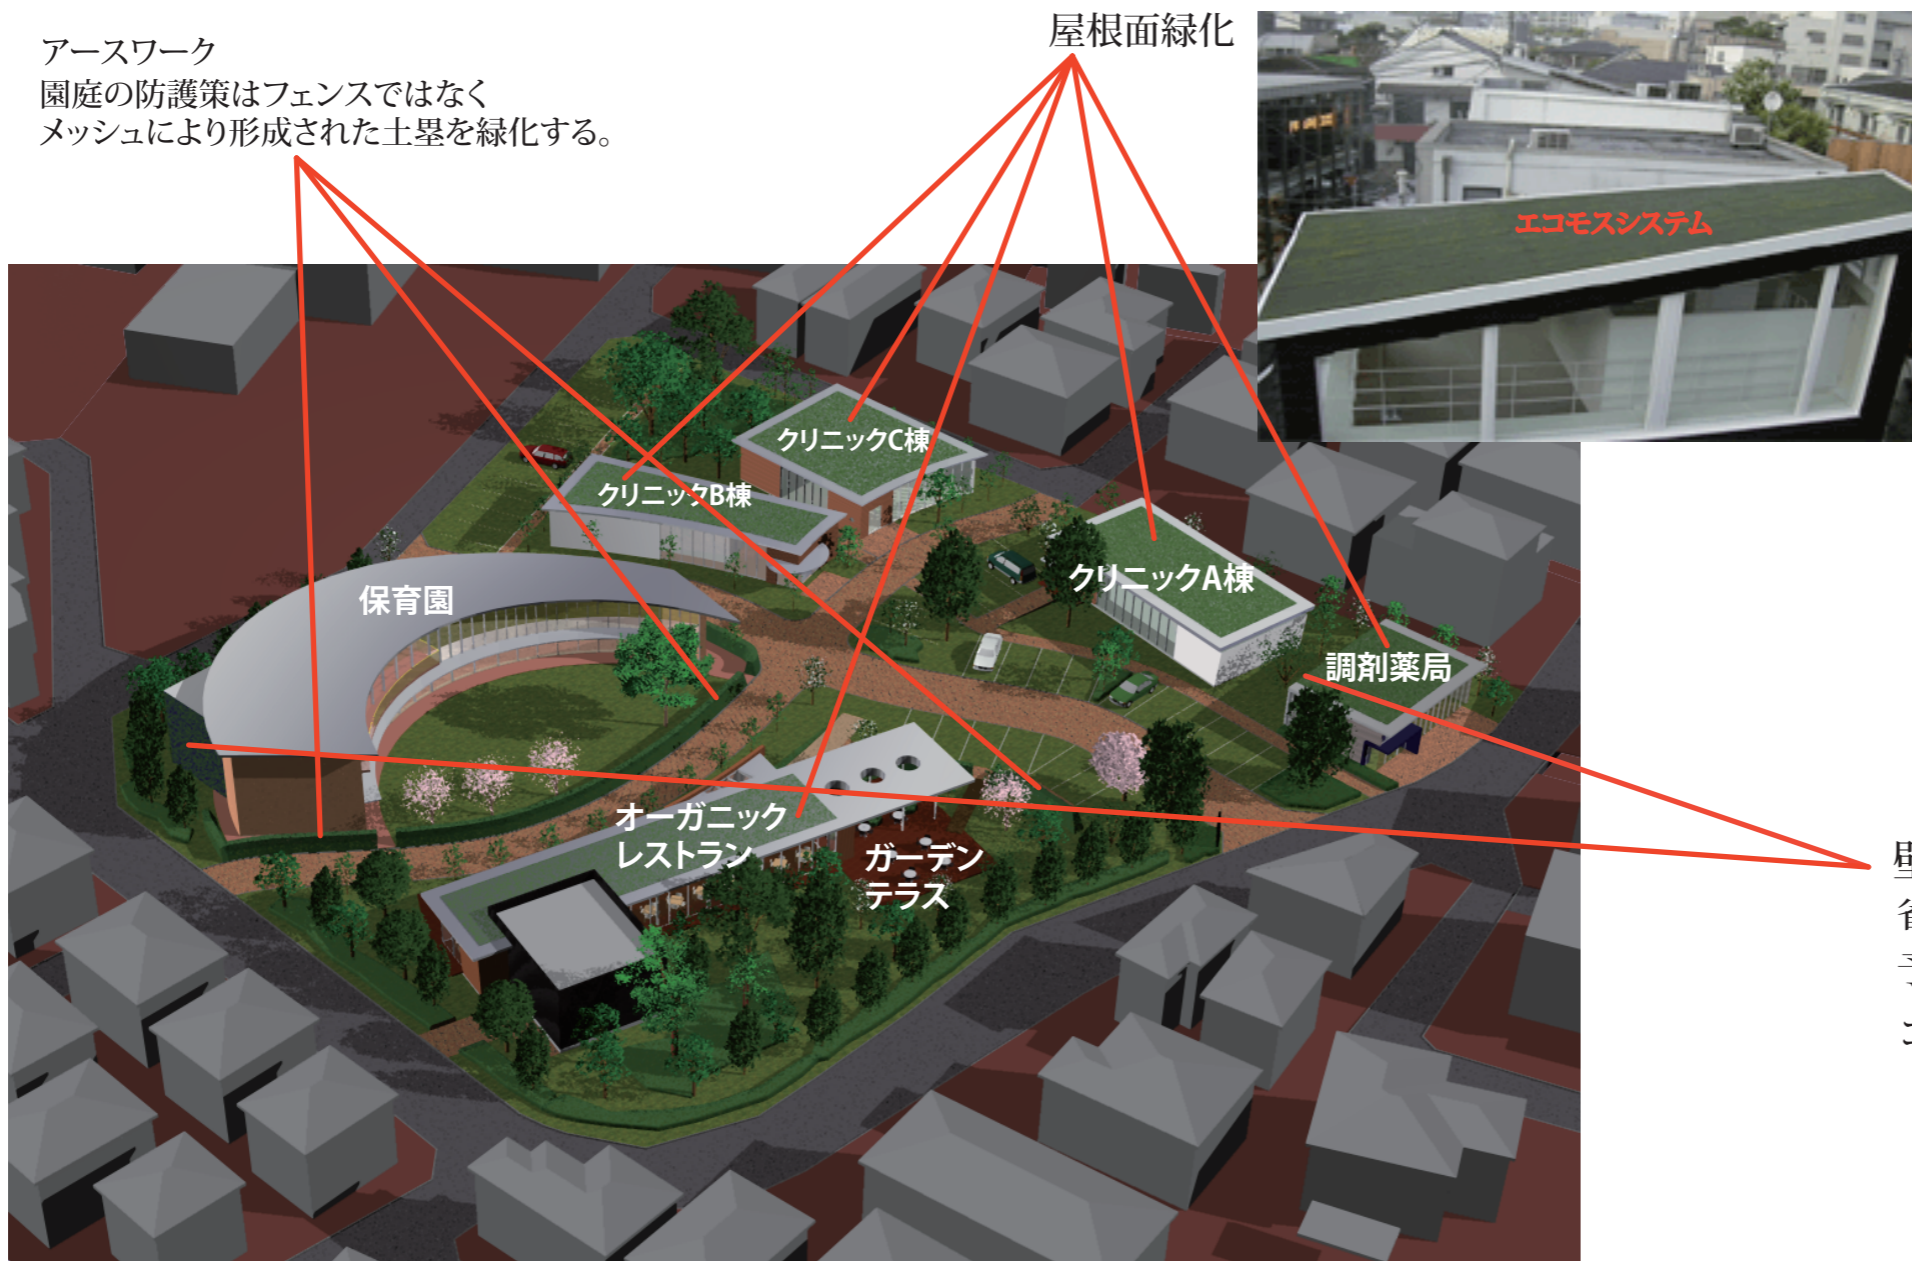 アースワーク
園庭の防護策はフェンスではなく
メッシュにより形成された土塁を緑化する。
屋根面緑化
エコモスシステム
クリニックC棟
クリニックB棟
保育園
クリニックA棟
調剤薬局
オーガニック
レストラン
ガーデン
テラス